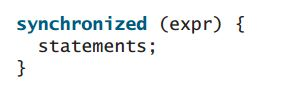 synchronized (expr) {
  statements;
}